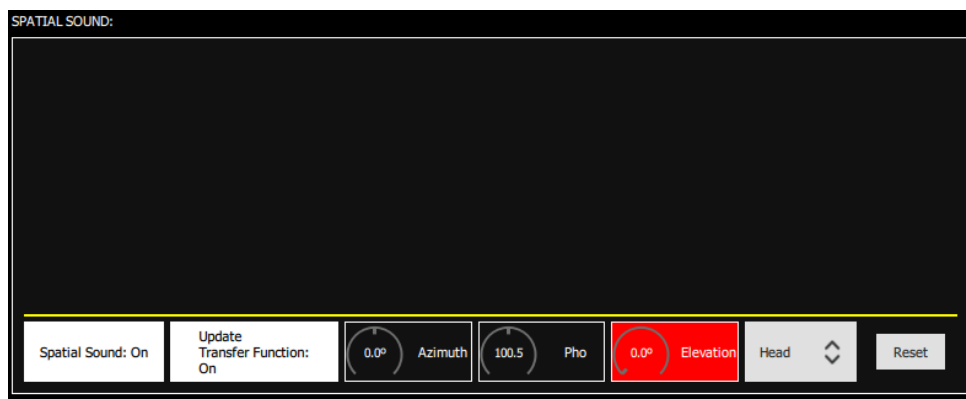 SPATIAL SOUND:
Spatial Sound: On
Update
Transfer Function:
On
0.0º Azimuth
100.5 Pho
0.0º Elevation
Head
Reset